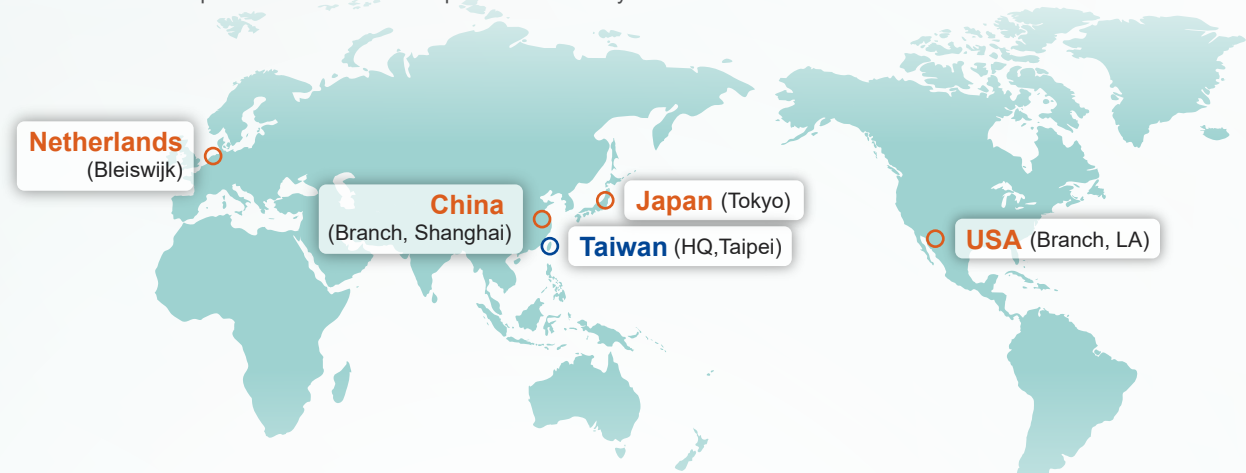 Netherlands
(Bleiswijk)
China
(Branch, Shanghai)
Japan (Tokyo)
Taiwan (HQ,Taipei)
USA (Branch, LA)